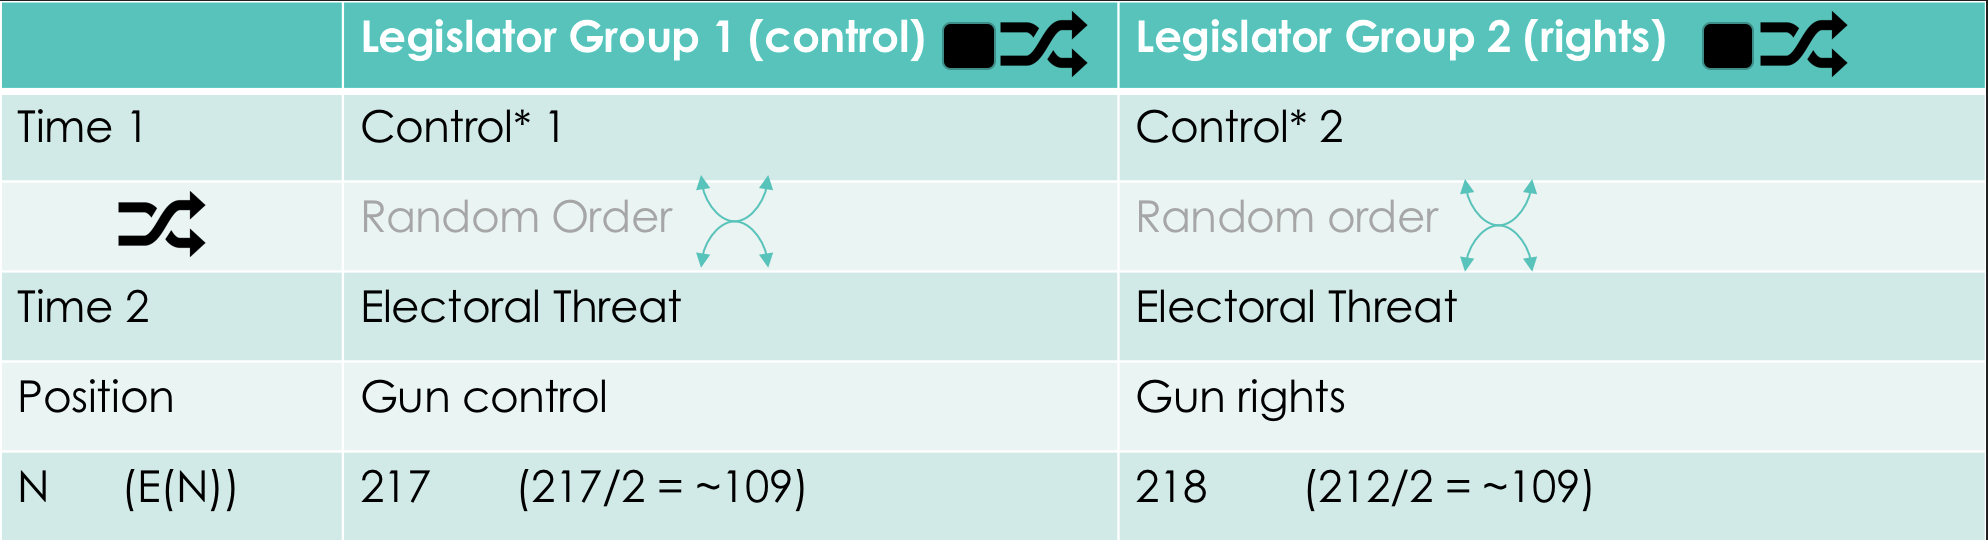 Legislator Group 1 (control) Legislator Group 2 (rights)
Time 1 Control* 1 Control* 2
Random Order Random order
Time 2 Electoral Threat Electoral Threat
Position Gun control Gun rights
N (E(N)) 217 (217/2 = ~109) 218 (212/2 = ~109)